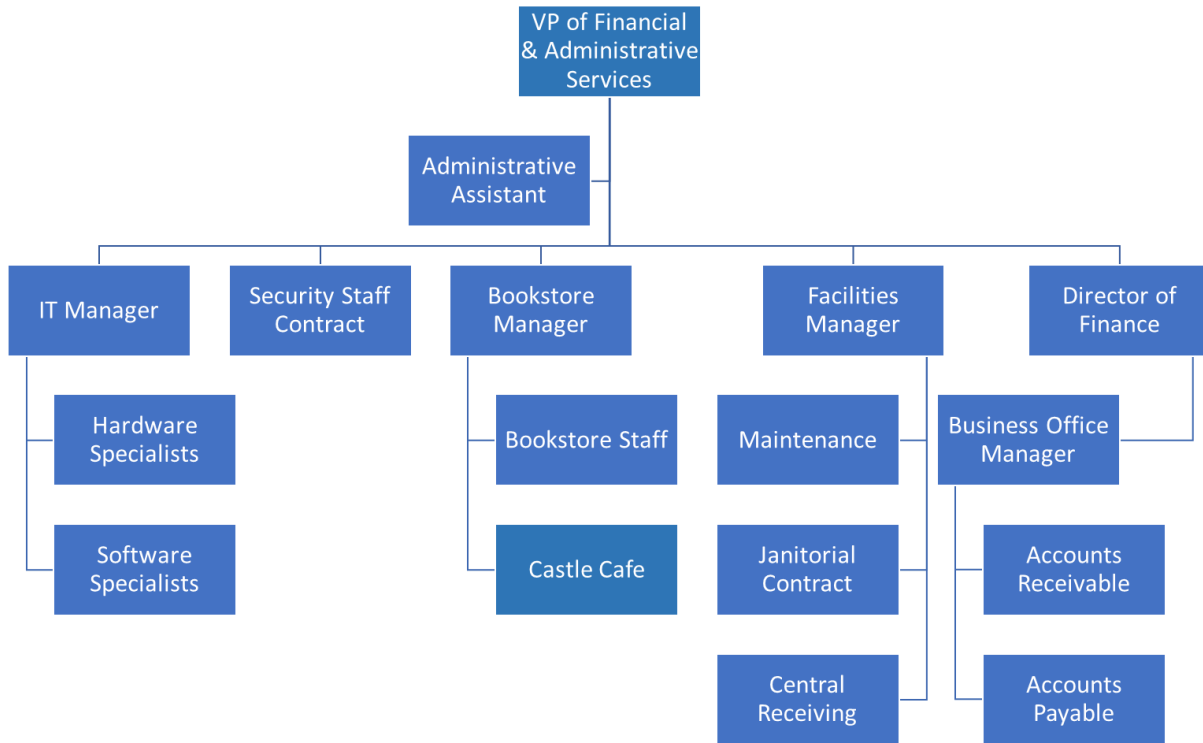 VP of Financial
& Administrative
Services
Administrative
Assistant
IT Manager
Security Staff
Contract
Bookstore
Manager
Facilities
Manager
Director of
Finance
Hardware
Specialists
Bookstore Staff
Maintenance
Business Office
Manager
Software
Specialists
Castle Cafe
Janitorial
Contract
Accounts
Receivable
Central
Receiving
Accounts
Payable